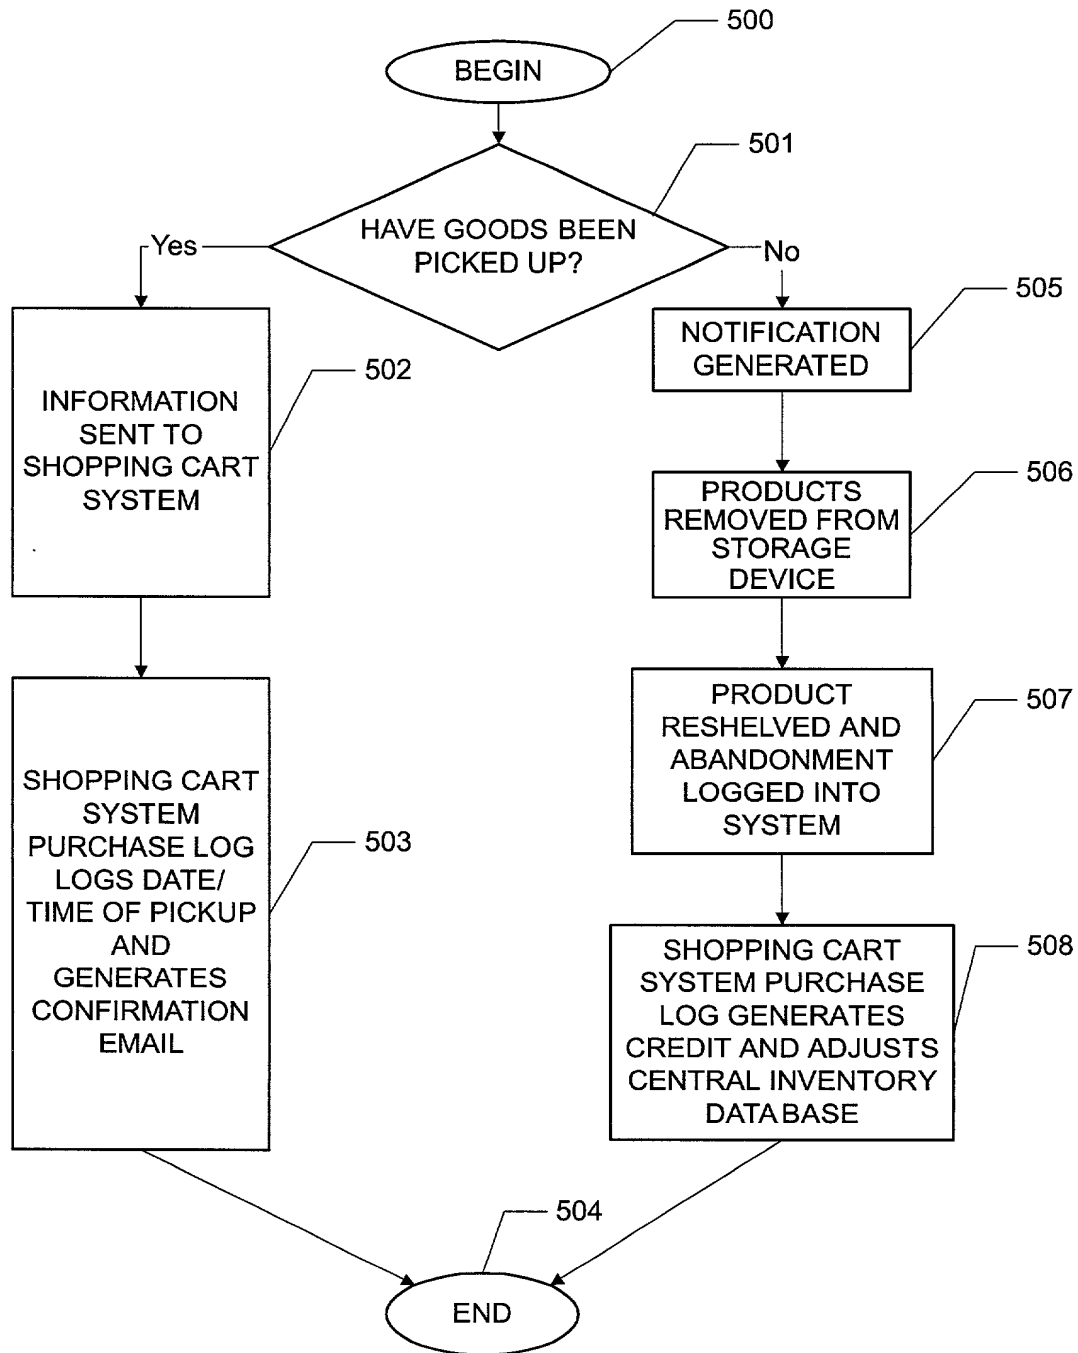 500
BEGIN
501
HAVE GOODS BEEN
PICKED UP?
Yes
No
502
INFORMATION
SENT TO
SHOPPING CART
SYSTEM
503
SHOPPING CART
SYSTEM
PURCHASE LOG
LOGS DATE/
TIME OF PICKUP
AND
GENERATES
CONFIRMATION
EMAIL
505
NOTIFICATION
GENERATED
506
PRODUCTS
REMOVED FROM
STORAGE
DEVICE
507
PRODUCT
RESHELVED AND
ABANDONMENT
LOGGED INTO
SYSTEM
508
SHOPPING CART
SYSTEM PURCHASE
LOG GENERATES
CREDIT AND ADJUSTS
CENTRAL INVENTORY
DATABASE
504
END